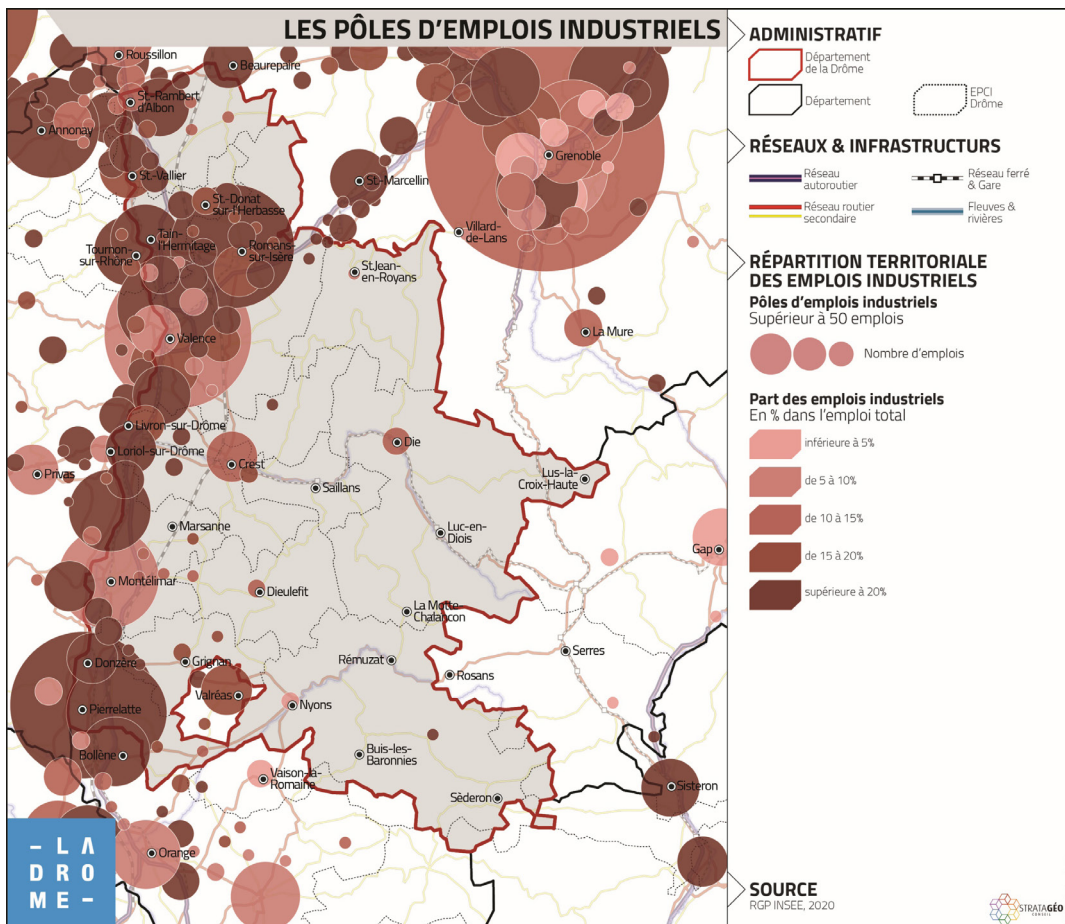 LES PÔLES D'EMPLOIS INDUSTRIELS
Roussillon
Beaurepaire
St.-Rambert
d'Albon
Annonay
Grenoble
St.-Vallier
St.-Marcellin
St.-Donat
sur-l'Herbasse
Villard-
de-Lans
Tain-
l'Hermitage
Tournon-
sur-Rhône
Romans-
sur-Isère
St.Jean-
en-Royans
La Mure
Valence
Livron-sur-Drôme
Die
Loriol-sur-Drôme
Crest
Privas
Lus-la-
Croix-Haute
Saillans
Marsanne
Luc-en-
Diois
Gap
Montélimar
Dieulefit
La Motte-
Chalancon
Serres
Donzère
Grignan
Rémuzat
Rosans
Valréas
Nyons
Pierrelatte
Bollène
Buis-les-
Baronnies
Vaison-la-
Romaine
Sisteron
Sèderon
Orange
– L A
D R O
M E –
ADMINISTRATIF
Département
de la Drôme
Département
EPCI
Drôme
RÉSEAUX & INFRASTRUCTURS
Réseau
autoroutier
Réseau ferré
& Gare
Réseau routier
secondaire
Fleuves &
rivières
RÉPARTITION TERRITORIALE
DES EMPLOIS INDUSTRIELS
Pôles d'emplois industriels
Supérieur à 50 emplois
Nombre d'emplois
Part des emplois industriels
En % dans l'emploi total
inférieure à 5%
de 5 à 10%
de 10 à 15%
de 15 à 20%
supérieure à 20%
SOURCE
RGP INSEE, 2020
STRATAGÉO
CONSEIL